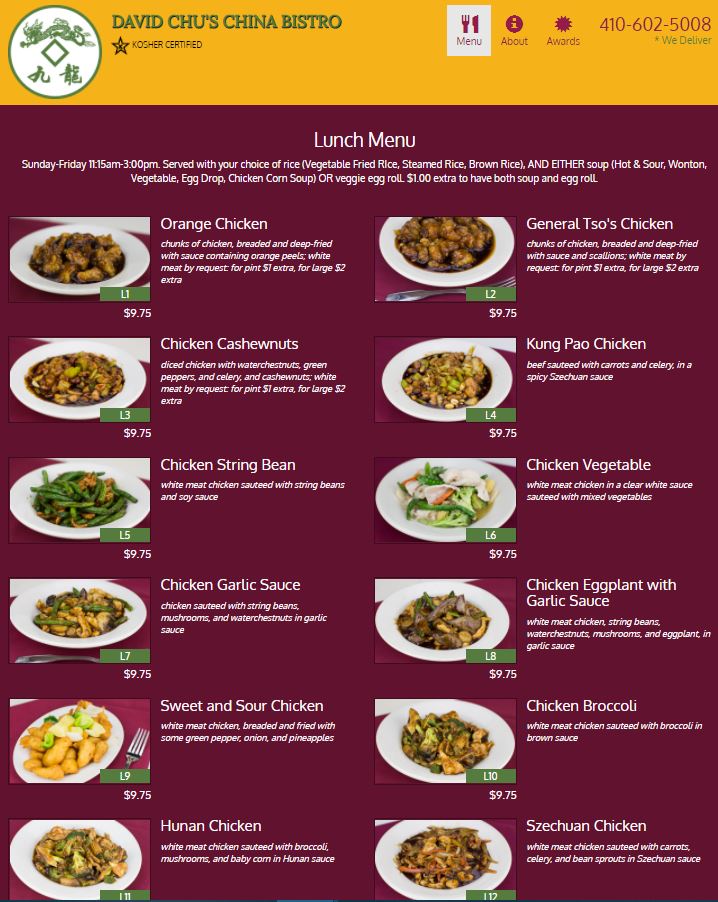 DAVID CHU'S CHINA BISTRO
KOSHER CERTIFIED
九龍
Menu
About
Awards
410-602-5008
* We Deliver
Lunch Menu
Sunday-Friday 11:15am-3:00pm. Served with your choice of rice (Vegetable Fried RIce, Steamed Rice, Brown Rice), AND EITHER soup (Hot & Sour, Wonton,
Vegetable, Egg Drop, Chicken Corn Soup) OR veggie egg roll. $1.00 extra to have both soup and egg roll.
Orange Chicken
chunks of chicken, breaded and deep-fried
with sauce containing orange peels; white
meat by request: for pint $1 extra, for large $2
extra
L1
$9.75
General Tso's Chicken
chunks of chicken, breaded and deep-fried
with sauce and scallions; white meat by
request: for pint $1 extra, for large $2 extra
L2
$9.75
Chicken Cashewnuts
diced chicken with waterchestnuts, green
peppers, and celery, and cashewnuts; white
meat by request: for pint $1 extra, for large $2
extra
L3
$9.75
Kung Pao Chicken
beef sauteed with carrots and celery, in a
spicy Szechuan sauce
L4
$9.75
Chicken String Bean
white meat chicken sauteed with string beans
and soy sauce
L5
$9.75
Chicken Vegetable
white meat chicken in a clear white sauce
sauteed with mixed vegetables
L6
$9.75
Chicken Garlic Sauce
chicken sauteed with string beans,
mushrooms, and waterchestnuts in garlic
sauce
L7
$9.75
Chicken Eggplant with
Garlic Sauce
white meat chicken, string beans,
waterchestnuts, mushrooms, and eggplant, in
garlic sauce
L8
$9.75
Sweet and Sour Chicken
white meat chicken, breaded and fried with
some green pepper, onion, and pineapples
L9
$9.75
Chicken Broccoli
white meat chicken sauteed with broccoli in
brown sauce
L10
$9.75
Hunan Chicken
white meat chicken sauteed with broccoli,
mushrooms, and baby corn in Hunan sauce
L11
Szechuan Chicken
white meat chicken sauteed with carrots,
celery, and bean sprouts in Szechuan sauce
L12